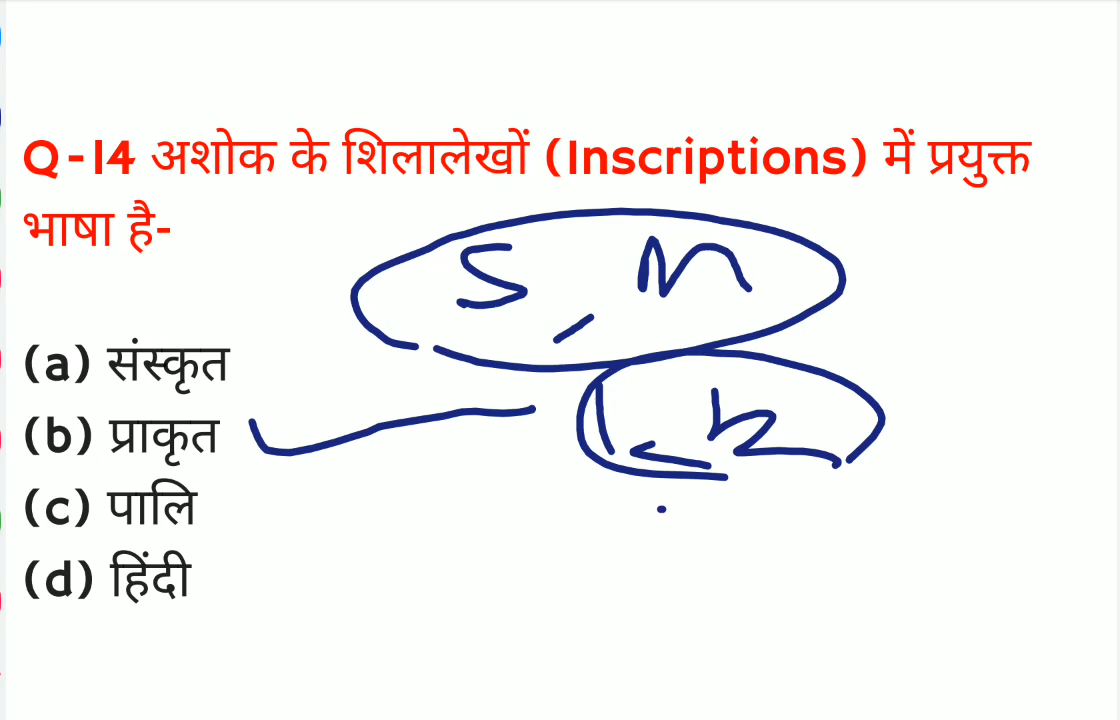 Q-14 अशोक के शिलालेखों (Inscriptions) में प्रयुक्त
भाषा है-
S, M
(a) संस्कृत
(b) प्राकृत
(c) पालि
(d) हिंदी